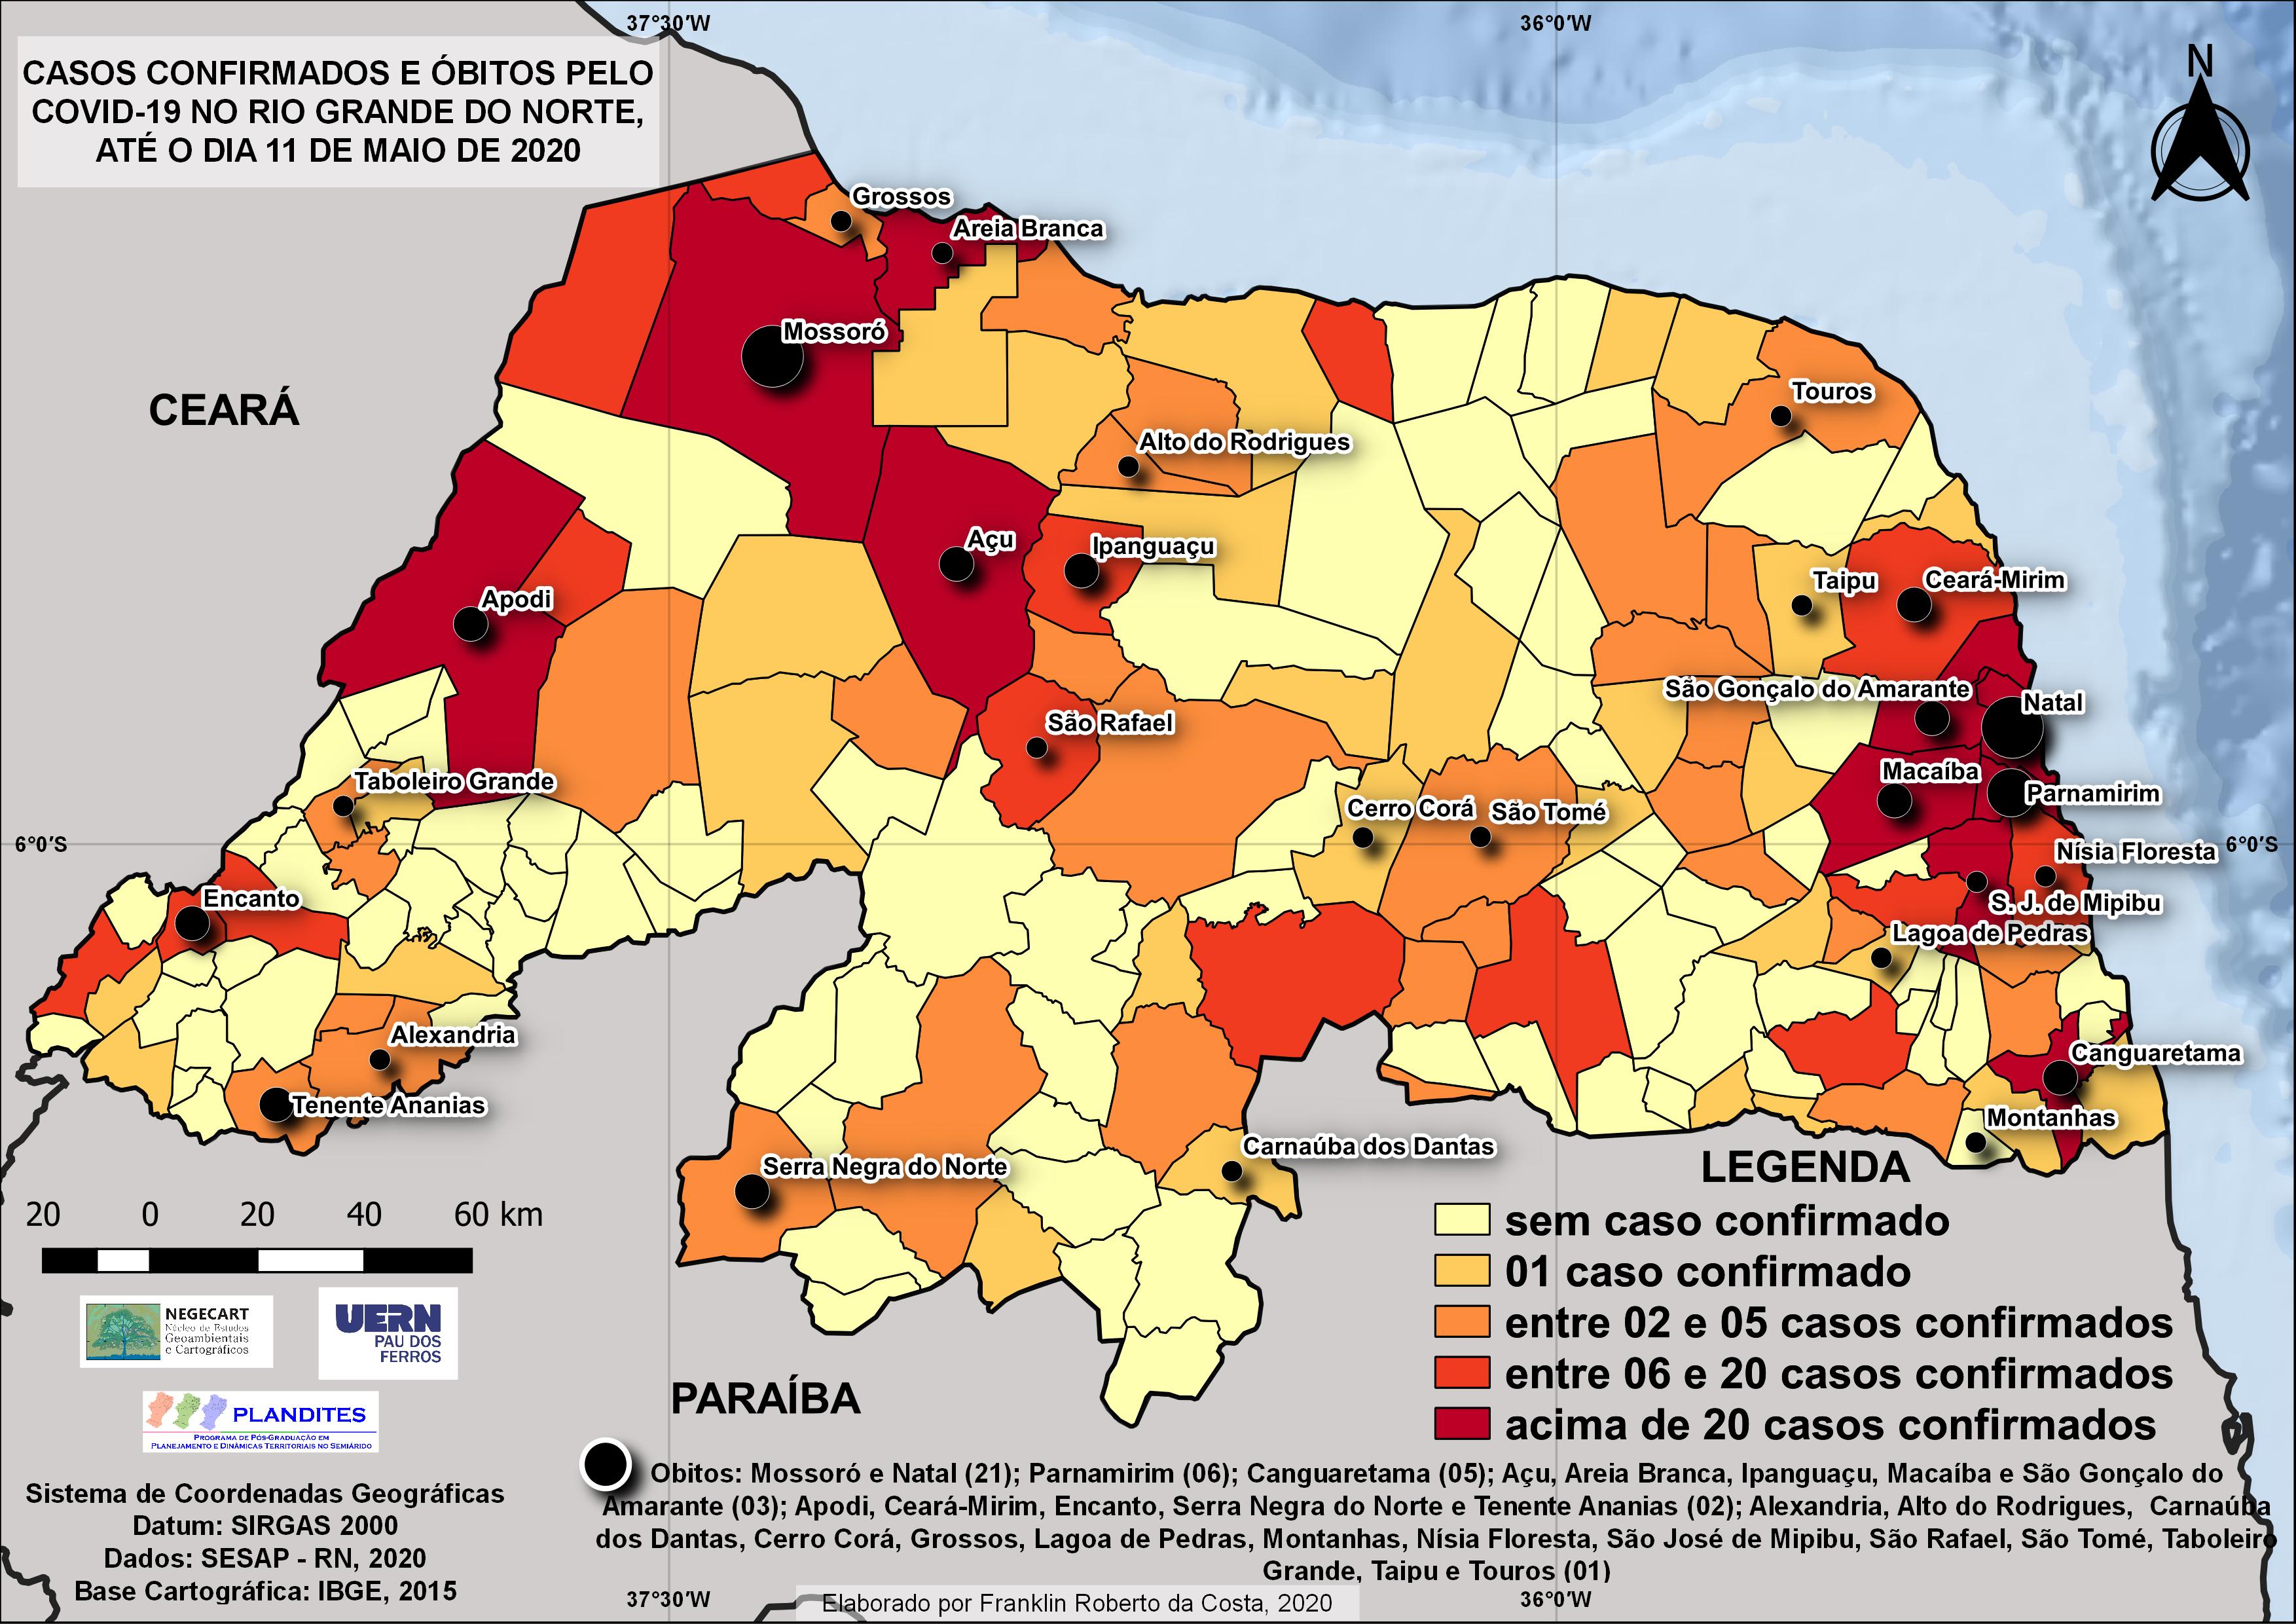 37°30'W
36°0'W
CASOS CONFIRMADOS E ÓBITOS PELO
COVID-19 NO RIO GRANDE DO NORTE,
ATÉ O DIA 11 DE MAIO DE 2020
N
Grossos
Areia Branca
Mossoró
CEARÁ
Touros
Alto do Rodrigues
Açu
Ipanguaçu
Taipu
Ceará-Mirim
Apodi
São Gonçalo do Amarante
Natal
São Rafael
Macaíba
Taboleiro Grande
Parnamirim
Cerro Corá
São Tomé
6°0'S
6°0'S
Nísia Floresta
Encanto
S. J. de Mipibu
Lagoa de Pedras
Alexandria
Canguaretama
Tenente Ananias
Montanhas
Carnaúba dos Dantas
Serra Negra do Norte
LEGENDA
sem caso confirmado
01 caso confirmado
entre 02 e 05 casos confirmados
entre 06 e 20 casos confirmados
acima de 20 casos confirmados
20 0 20 40 60 km
NEGECART
Núcleo de Estudos
Geoambientais
e Cartográficos
UERN
PAU DOS
FERROS
PLANDITES
PROGRAMA DE PÓS-GRADUAÇÃO EM
PLANEJAMENTO E DINÂMICAS TERRITORIAIS NO SEMIÁRIDO
PARAÍBA
Obitos: Mossoró e Natal (21); Parnamirim (06); Canguaretama (05); Açu, Areia Branca, Ipanguaçu, Macaíba e São Gonçalo do
Amarante (03); Apodi, Ceará-Mirim, Encanto, Serra Negra do Norte e Tenente Ananias (02); Alexandria, Alto do Rodrigues, Carnaúba
dos Dantas, Cerro Corá, Grossos, Lagoa de Pedras, Montanhas, Nísia Floresta, São José de Mipibu, São Rafael, São Tomé, Taboleiro
Grande, Taipu e Touros (01)
Sistema de Coordenadas Geográficas
Datum: SIRGAS 2000
Dados: SESAP - RN, 2020
Base Cartográfica: IBGE, 2015
37°30'W
36°0'W
Elaborado por Franklin Roberto da Costa, 2020